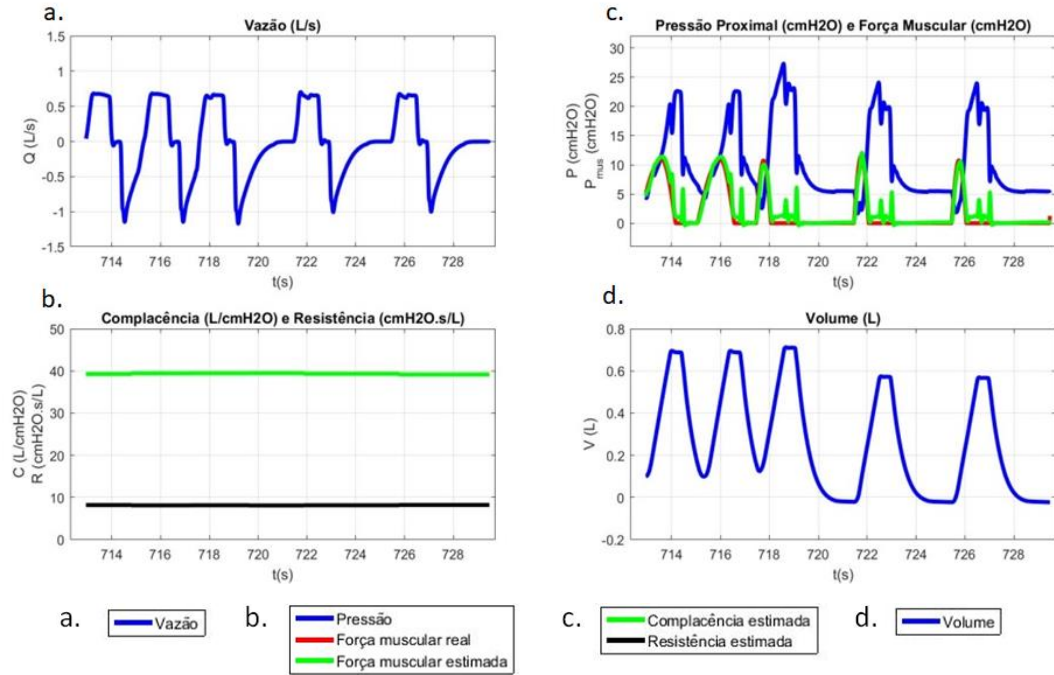 a.
Vazão (L/s)
1.5
1
0.5
0
-0.5
-1
-1.5
Q (L/s)
714 716 718 720 722 724 726 728
t(s)
c.
Pressão Proximal (cmH2O) e Força Muscular (cmH2O)
30
25
20
15
10
5
0
P (cmH2O)
Pmus (cmH2O)
714 716 718 720 722 724 726 728
t(s)
b.
Complacência (L/cmH2O) e Resistência (cmH2O.s/L)
50
40
30
20
10
0
C (L/cmH2O)
R (cmH2O.s/L)
714 716 718 720 722 724 726 728
t(s)
d.
Volume (L)
0.8
0.6
0.4
0.2
0
-0.2
V (L)
714 716 718 720 722 724 726 728
t(s)
a.
Vazão
b.
Pressão
Força muscular real
Força muscular estimada
c.
Complacência estimada
Resistência estimada
d.
Volume